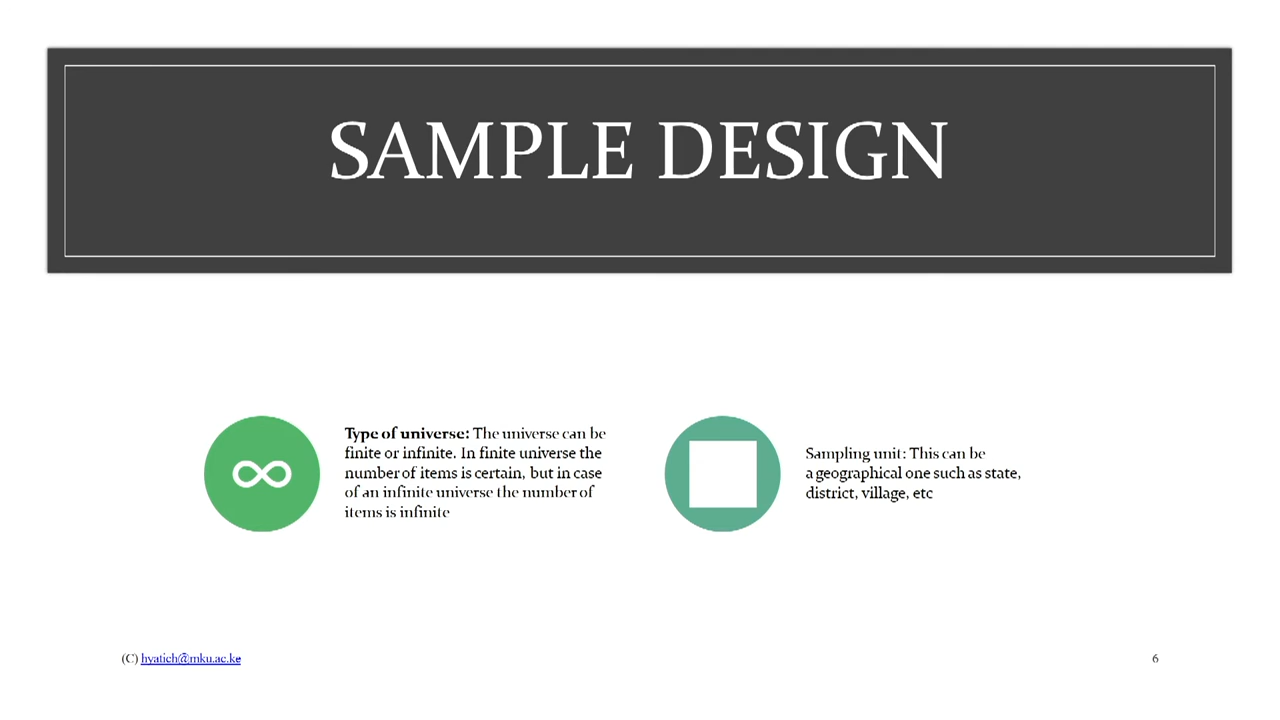 SAMPLE DESIGN
Type of universe: The universe can be
finite or infinite. In finite universe the
number of items is certain, but in case
of an infinite universe the number of
items is infinite
Sampling unit: This can be
a geographical one such as state,
district, village, etc
(C) hyatich@mku.ac.ke
6